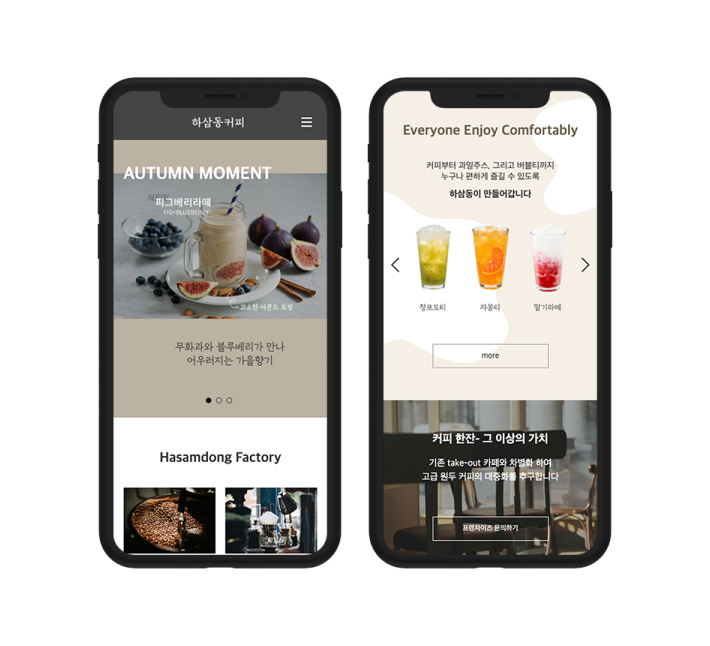 하삼동커피
AUTUMN MOMENT
NEW
피그베리라떼
FIG+BLUEBERRY
고소한 아몬드 토핑
무화과와 블루베리가 만나
어우러지는 가을향기
Hasamdong Factory
Everyone Enjoy Comfortably
커피부터 과일주스, 그리고 버블티까지
누구나 편하게 즐길 수 있도록
하삼동이 만들어갑니다
청포도티
자몽티
딸기라떼
more
커피 한잔- 그 이상의 가치
기존 take-out 카페와 차별화 하여
고급 원두 커피의 대중화를 추구합니다
프랜차이즈 문의하기